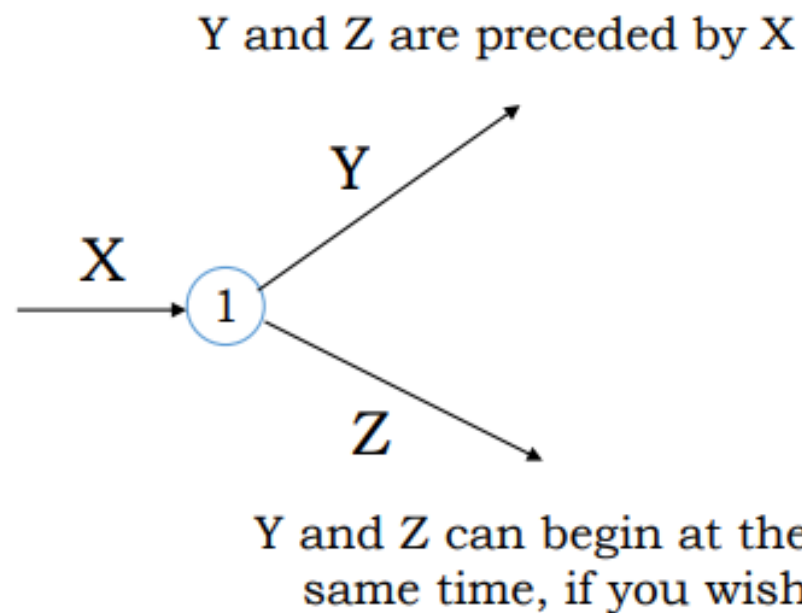 Y and Z are preceded by X
Y
X
1
Z
Y and Z can begin at the
same time, if you wish